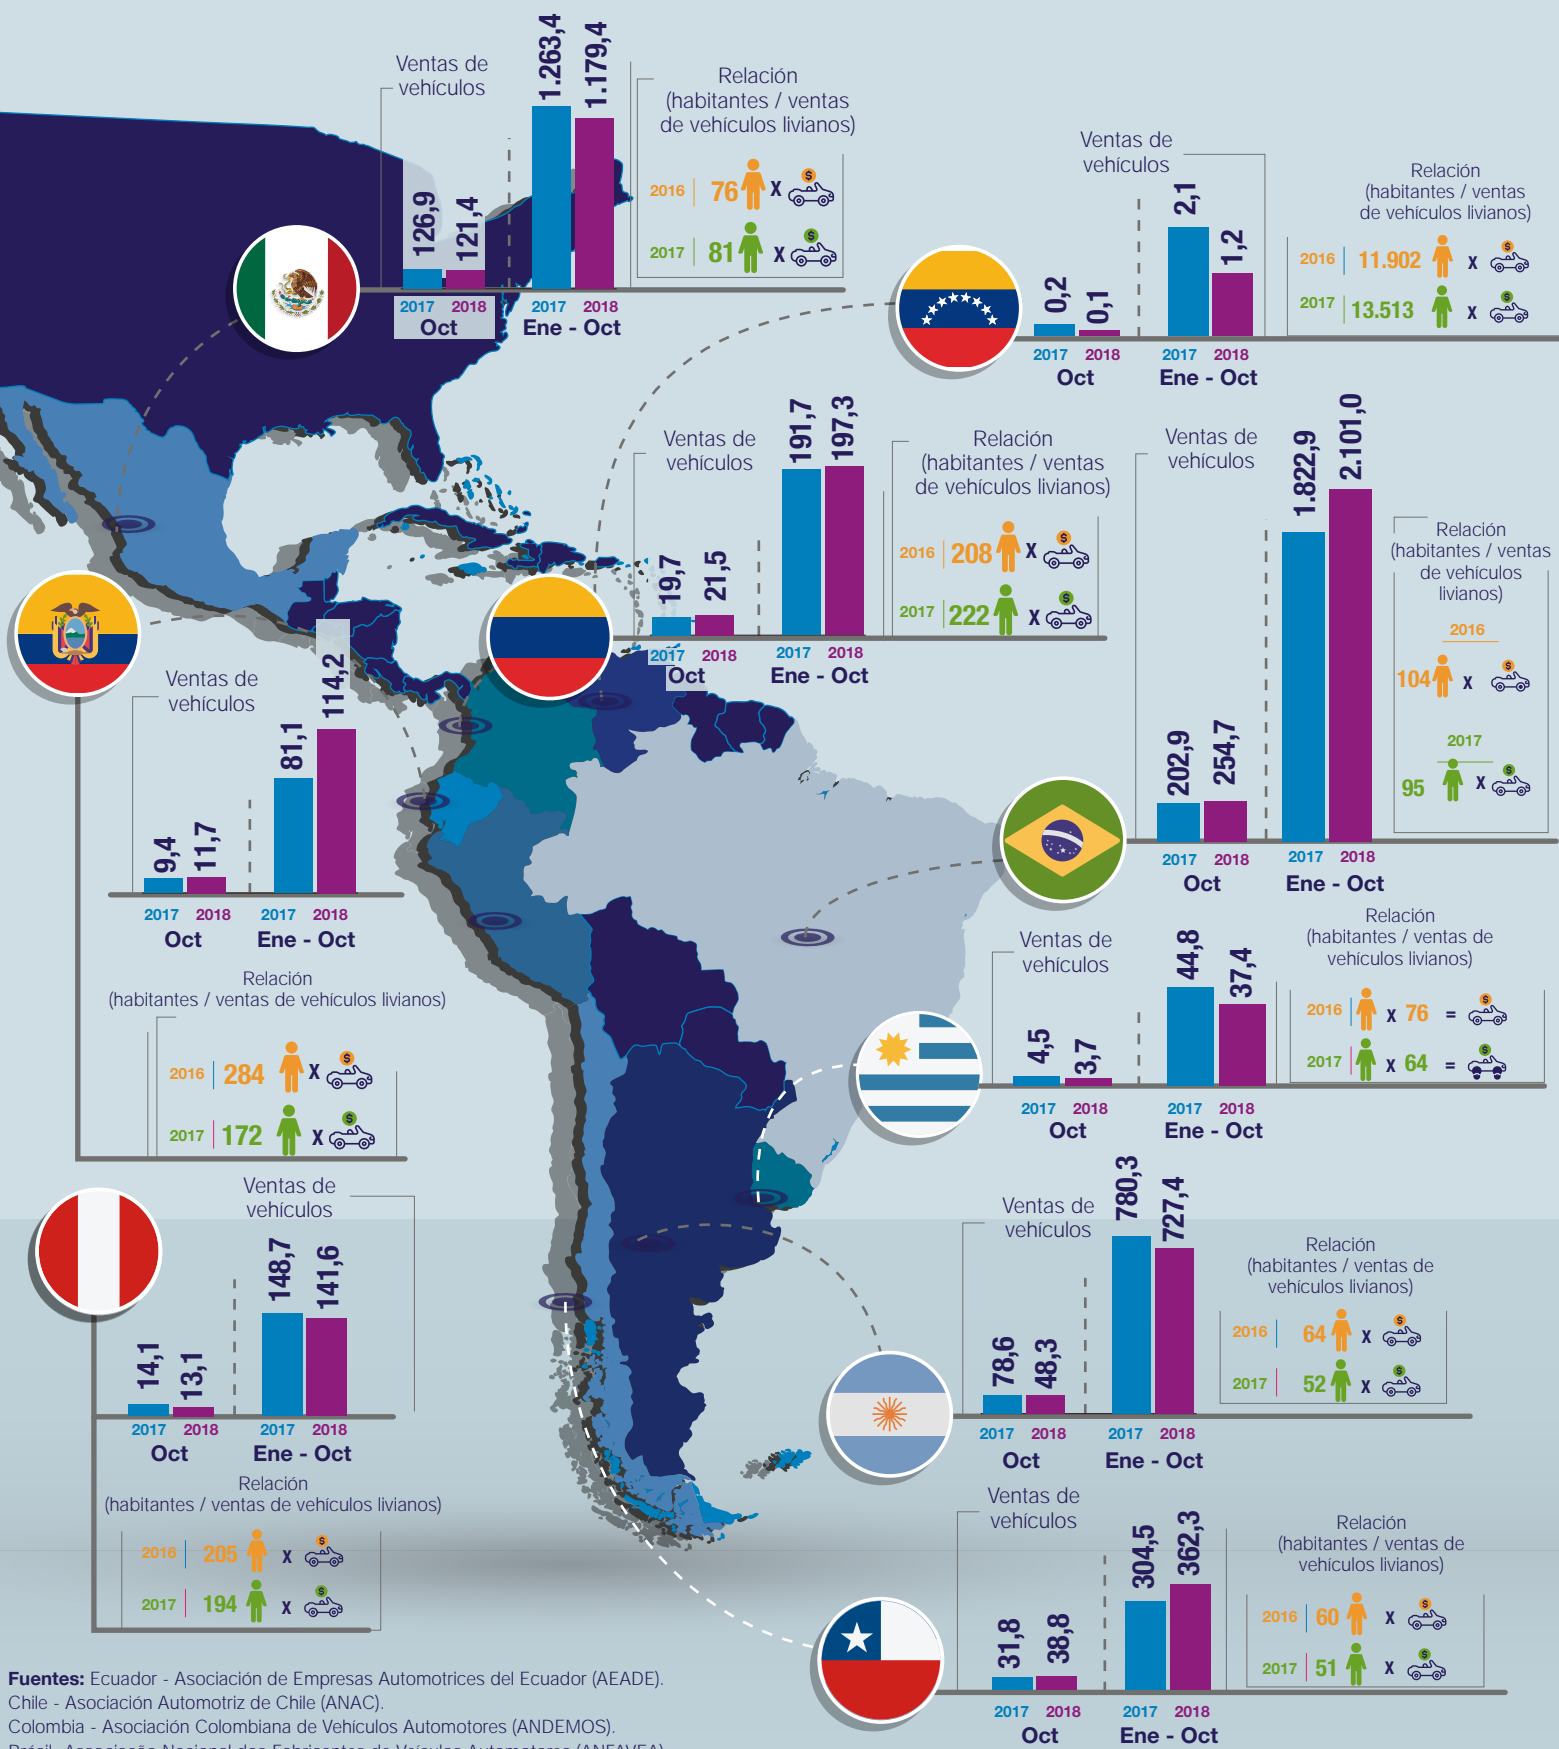 Ventas de
vehículos
126,9
121,4
1.263,4
1.179,4
2017 2018
Oct
2017 2018
Ene - Oct
Relación
(habitantes / ventas
de vehículos livianos)
2016 76 X $
2017 81 X $
Ventas de
vehículos
0,2
0,1
2,1
1,2
2017 2018
Oct
2017 2018
Ene - Oct
Relación
(habitantes / ventas
de vehículos livianos)
2016 11.902 X $
2017 13.513 X $
Ventas de
vehículos
19,7
21,5
191,7
197,3
2017 2018
Oct
2017 2018
Ene - Oct
Relación
(habitantes / ventas
de vehículos livianos)
2016 208 X $
2017 222 X $
Ventas de
vehículos
202,9
254,7
1.822,9
2.101,0
2017 2018
Oct
2017 2018
Ene - Oct
Relación
(habitantes / ventas
de vehículos
livianos)
2016
104 X $
2017
95 X $
Ventas de
vehículos
9,4
11,7
81,1
114,2
2017 2018
Oct
2017 2018
Ene - Oct
Relación
(habitantes / ventas de vehículos livianos)
2016 284 X $
2017 172 X $
Ventas de
vehículos
4,5
3,7
44,8
37,4
2017 2018
Oct
2017 2018
Ene - Oct
Relación
(habitantes / ventas de
vehículos livianos)
2016 X 76 = $
2017 X 64 = $
Ventas de
vehículos
14,1
13,1
148,7
141,6
2017 2018
Oct
2017 2018
Ene - Oct
Relación
(habitantes / ventas de vehículos livianos)
2016 205 X $
2017 194 X $
Ventas de
vehículos
78,6
48,3
780,3
727,4
2017 2018
Oct
2017 2018
Ene - Oct
Relación
(habitantes / ventas de
vehículos livianos)
2016 64 X $
2017 52 X $
Ventas de
vehículos
31,8
38,8
304,5
362,3
2017 2018
Oct
2017 2018
Ene - Oct
Relación
(habitantes / ventas de
vehículos livianos)
2016 60 X $
2017 51 X $
Fuentes: Ecuador - Asociación de Empresas Automotrices del Ecuador (AEADE).
Chile - Asociación Automotriz de Chile (ANAC).
Colombia - Asociación Colombiana de Vehículos Automotores (ANDEMOS).